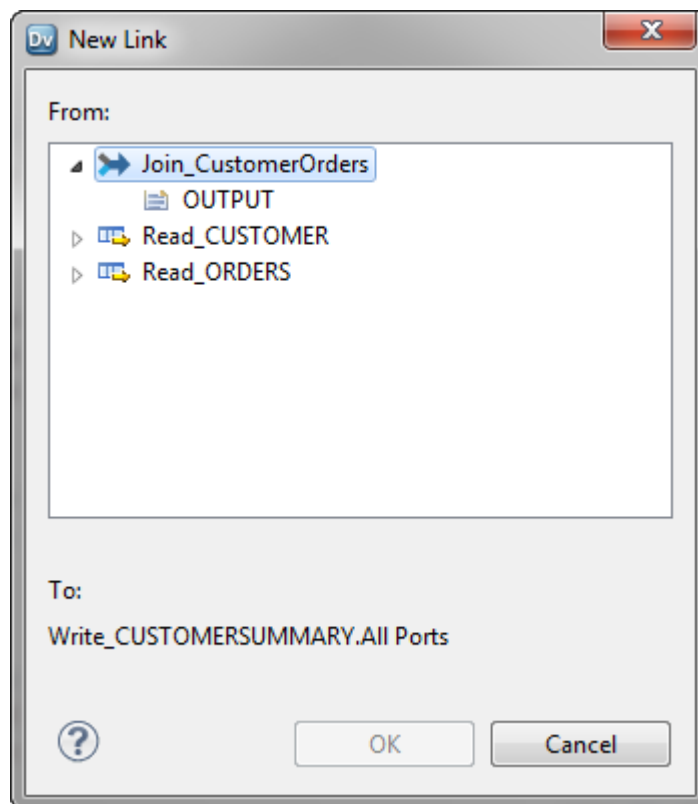 Dv New Link
From:
Join_CustomerOrders
OUTPUT
Read_CUSTOMER
Read_ORDERS
To:
Write_CUSTOMERSUMMARY.All Ports
? OK Cancel